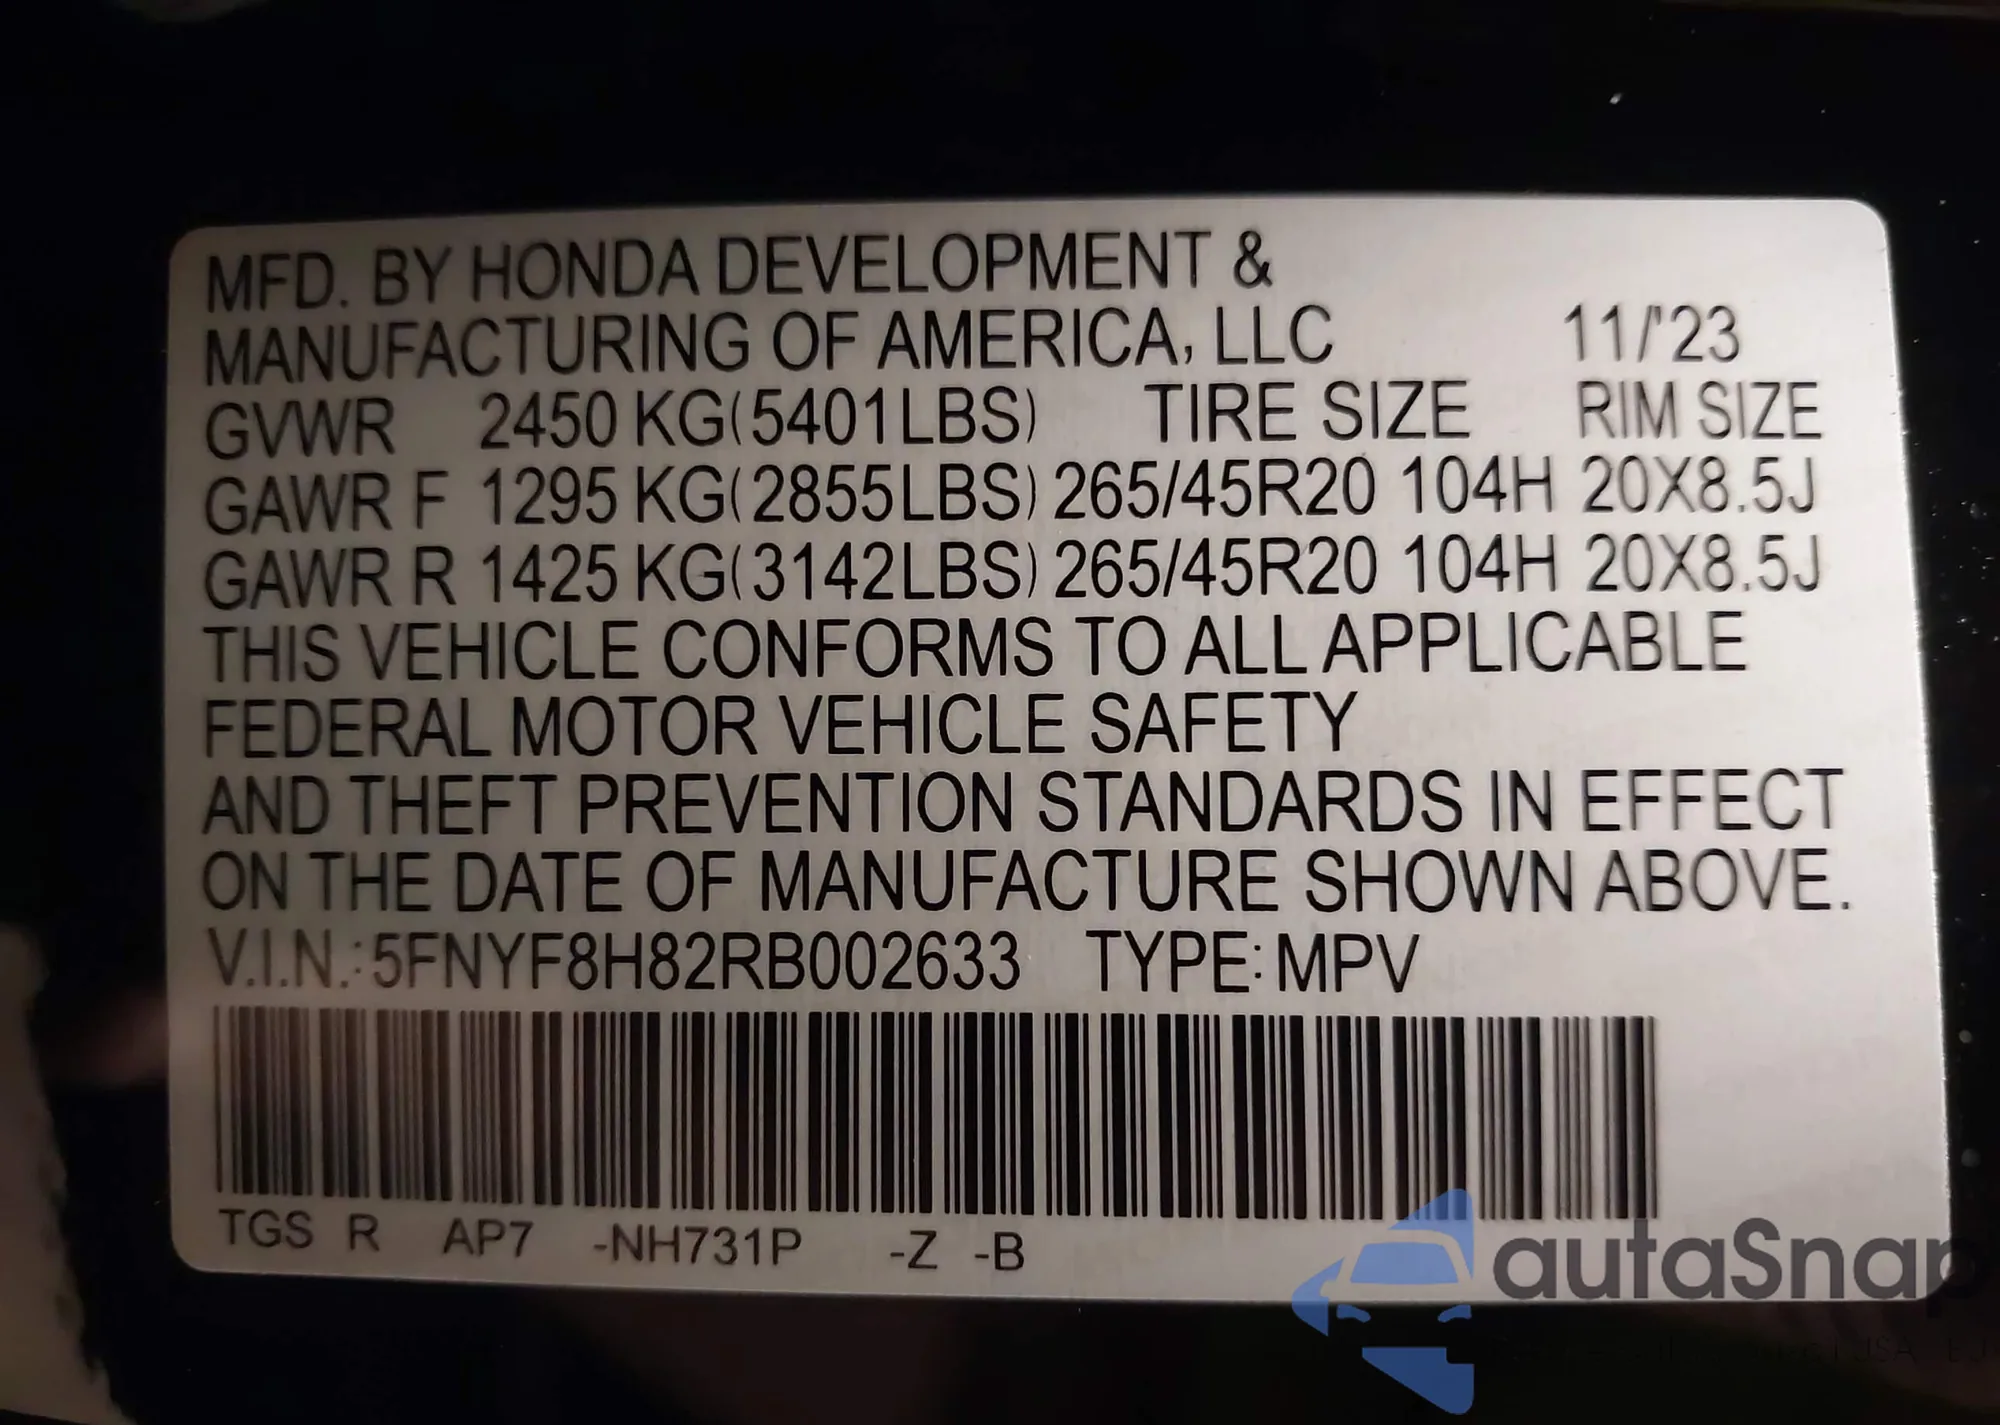 MFD. BY HONDA DEVELOPMENT &
MANUFACTURING OF AMERICA, LLC 11/'23
GVWR 2450 KG(5401LBS) TIRE SIZE RIM SIZE
GAWR F 1295 KG(2855LBS) 265/45R20 104H 20X8.5J
GAWR R 1425 KG(3142LBS) 265/45R20 104H 20X8.5J
THIS VEHICLE CONFORMS TO ALL APPLICABLE
FEDERAL MOTOR VEHICLE SAFETY
AND THEFT PREVENTION STANDARDS IN EFFECT
ON THE DATE OF MANUFACTURE SHOWN ABOVE.
V.I.N.: 5FNYF8H82RB002633 TYPE: MPV
TGS R AP7 -NH731P -Z -B
autaSnap
USA